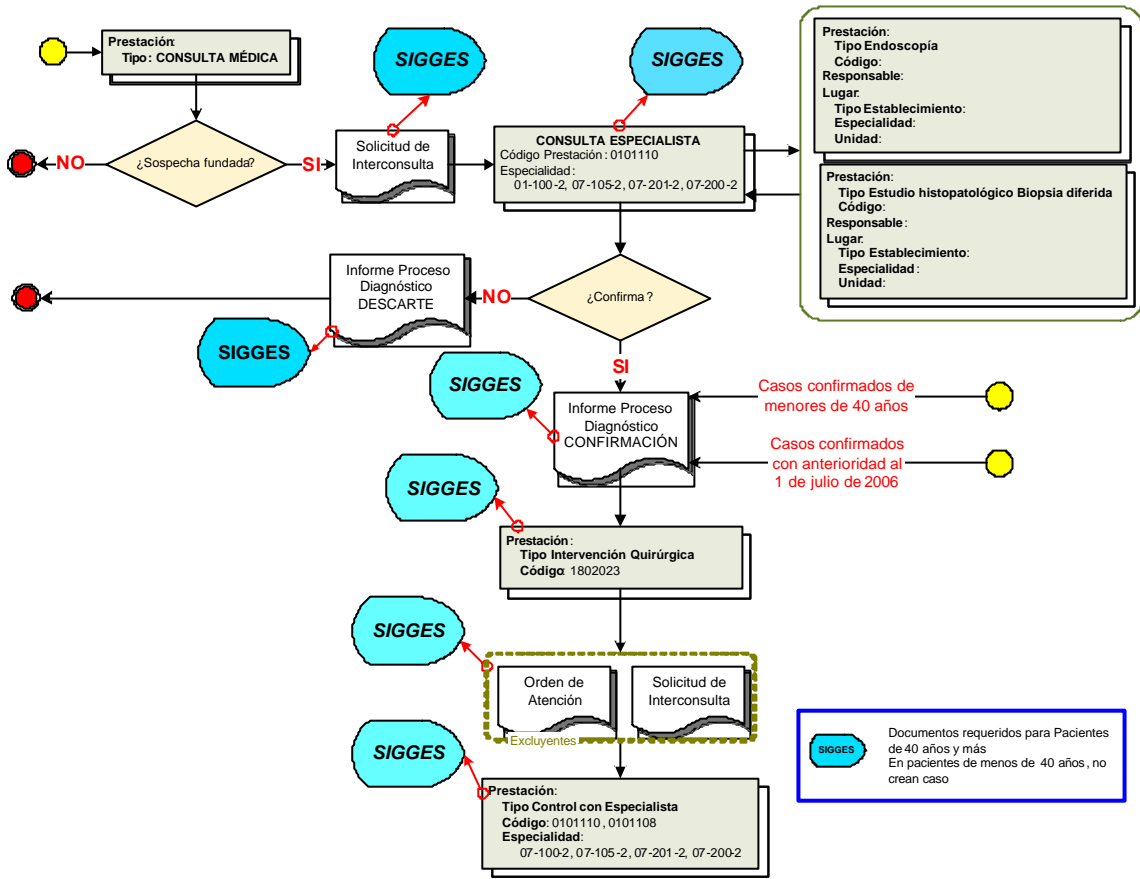 Prestación:
Tipo: CONSULTA MÉDICA
SIGGES
SIGGES
Prestación:
Tipo Endoscopía
Código:
Responsable:
Lugar:
Tipo Establecimiento:
Especialidad:
Unidad:
¿Sospecha fundada?
NO
SI
Solicitud de
Interconsulta
CONSULTA ESPECIALISTA
Código Prestación: 0101110
Especialidad:
01-100-2, 07-105-2, 07-201-2, 07-200-2
Prestación:
Tipo Estudio histopatológico Biopsia diferida
Código:
Responsable:
Lugar:
Tipo Establecimiento:
Especialidad:
Unidad:
Informe Proceso
Diagnóstico
DESCARTE
NO
¿Confirma?
SIGGES
SI
SIGGES
Informe Proceso
Diagnóstico
CONFIRMACIÓN
Casos confirmados de
menores de 40 años
Casos confirmados
con anterioridad al
1 de julio de 2006
SIGGES
Prestación:
Tipo Intervención Quirúrgica
Código: 1802023
SIGGES
Orden de
Atención
Solicitud de
Interconsulta
Excluyentes
SIGGES
Prestación:
Tipo Control con Especialista
Código: 0101110, 0101108
Especialidad:
07-100-2, 07-105-2, 07-201-2, 07-200-2
SIGGES
Documentos requeridos para Pacientes
de 40 años y más
En pacientes de menos de 40 años, no
crean caso